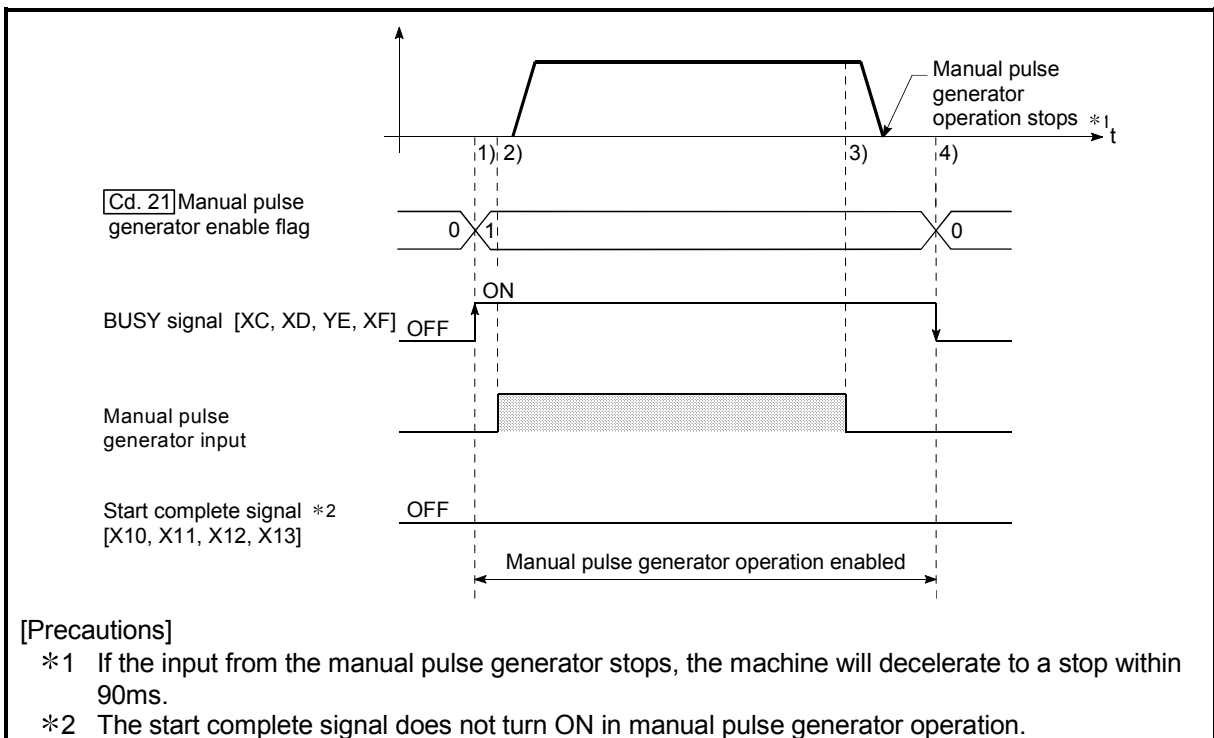 Manual pulse
generator
operation stops *1
t
1) 2) 3) 4)
Cd. 21 Manual pulse
generator enable flag
0 1 0
ON
BUSY signal [XC, XD, YE, XF] OFF
Manual pulse
generator input
Start complete signal *2 OFF
[X10, X11, X12, X13]
Manual pulse generator operation enabled
[Precautions]
*1 If the input from the manual pulse generator stops, the machine will decelerate to a stop within
90ms.
*2 The start complete signal does not turn ON in manual pulse generator operation.